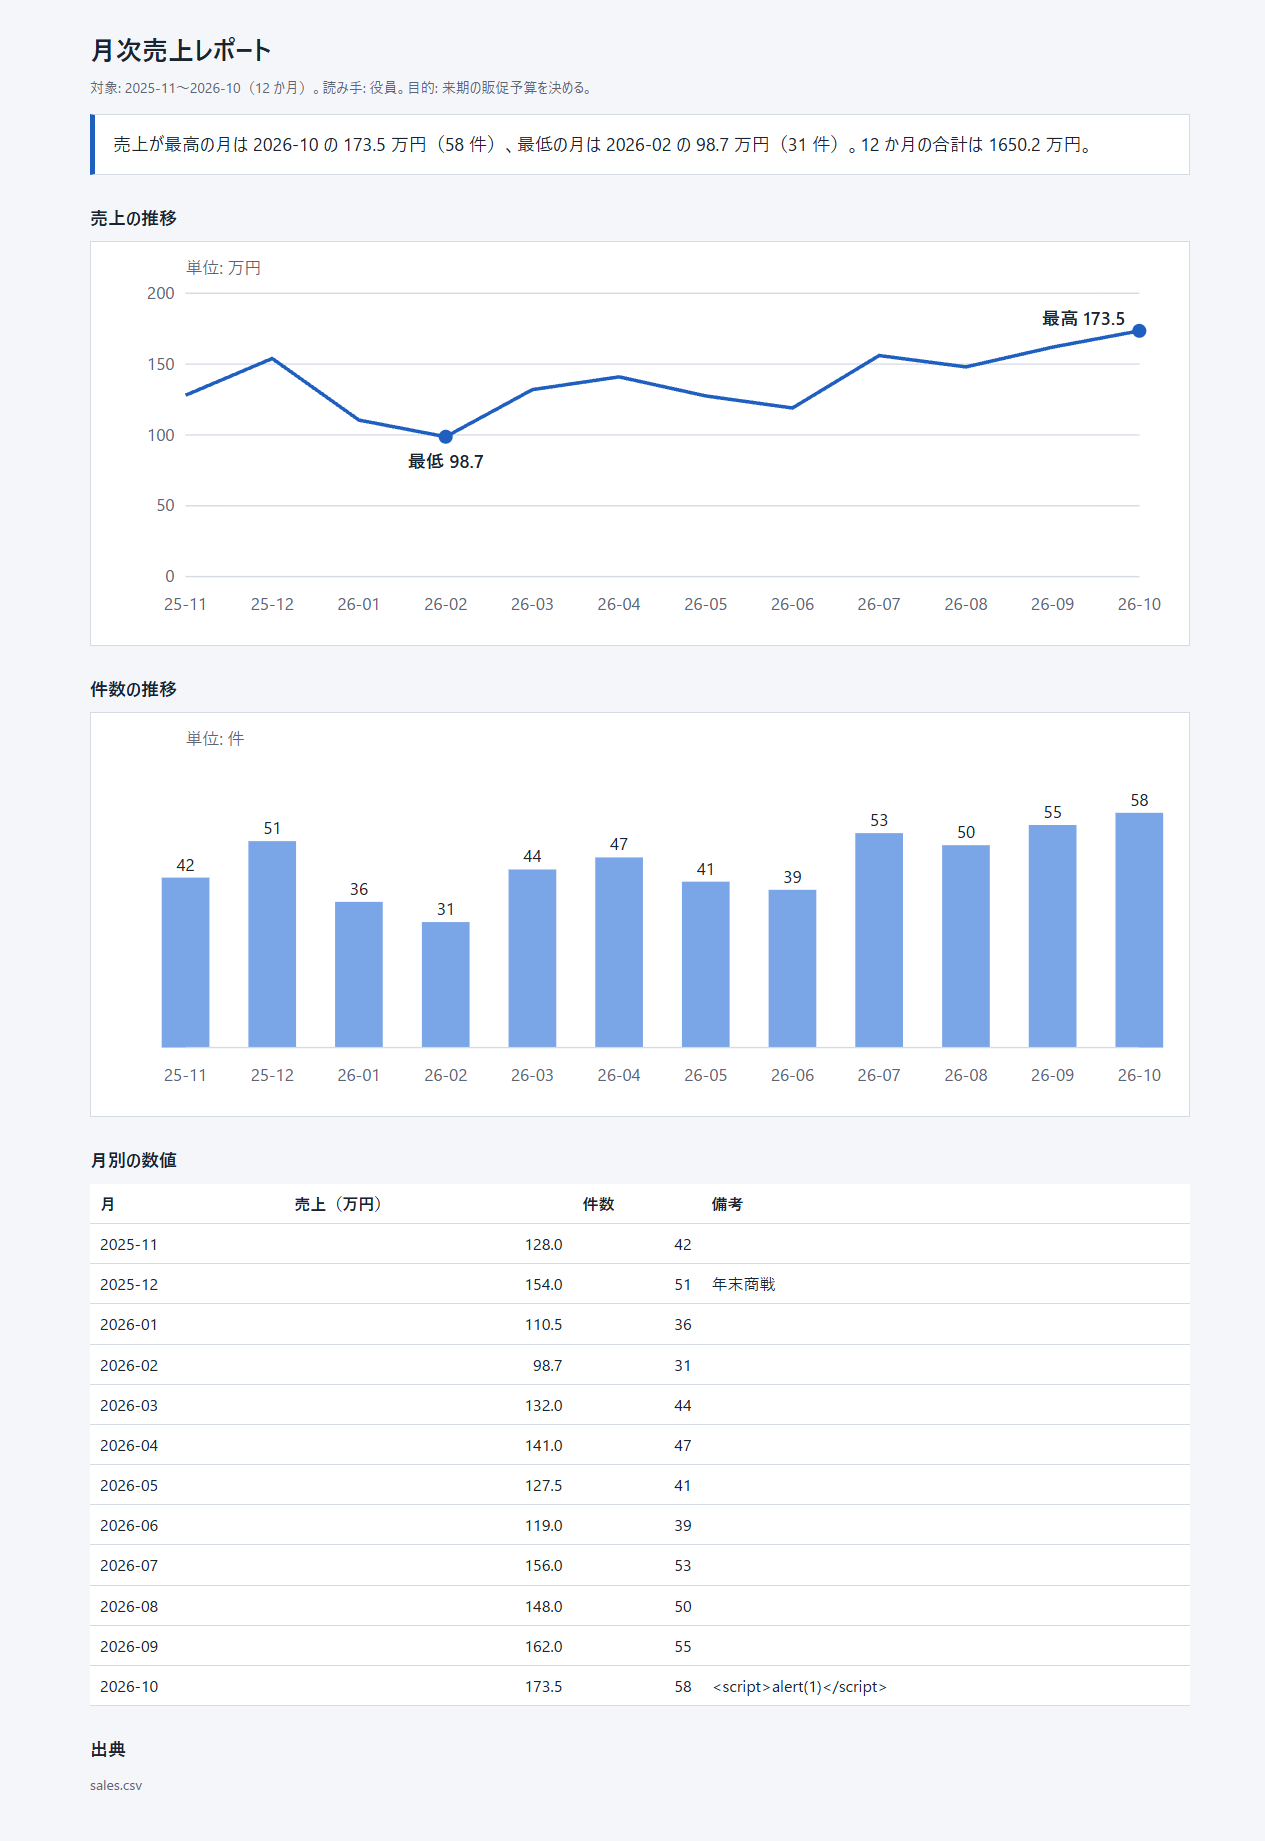 月次売上レポート
対象: 2025-11～2026-10（12 か月）。読み手: 役員。目的: 来期の販促予算を決める。
売上が最高の月は 2026-10 の 173.5 万円（58 件）、最低の月は 2026-02 の 98.7 万円（31 件）。12 か月の合計は 1650.2 万円。
売上の推移
単位: 万円
200
最高 173.5
150
100
最低 98.7
50
0
25-11 25-12 26-01 26-02 26-03 26-04 26-05 26-06 26-07 26-08 26-09 26-10
件数の推移
単位: 件
42 51 36 31 44 47 41 39 53 50 55 58
25-11 25-12 26-01 26-02 26-03 26-04 26-05 26-06 26-07 26-08 26-09 26-10
月別の数値
月 売上（万円） 件数 備考
2025-11 128.0 42
2025-12 154.0 51 年末商戦
2026-01 110.5 36
2026-02 98.7 31
2026-03 132.0 44
2026-04 141.0 47
2026-05 127.5 41
2026-06 119.0 39
2026-07 156.0 53
2026-08 148.0 50
2026-09 162.0 55
2026-10 173.5 58 <script>alert(1)</script>
出典
sales.csv